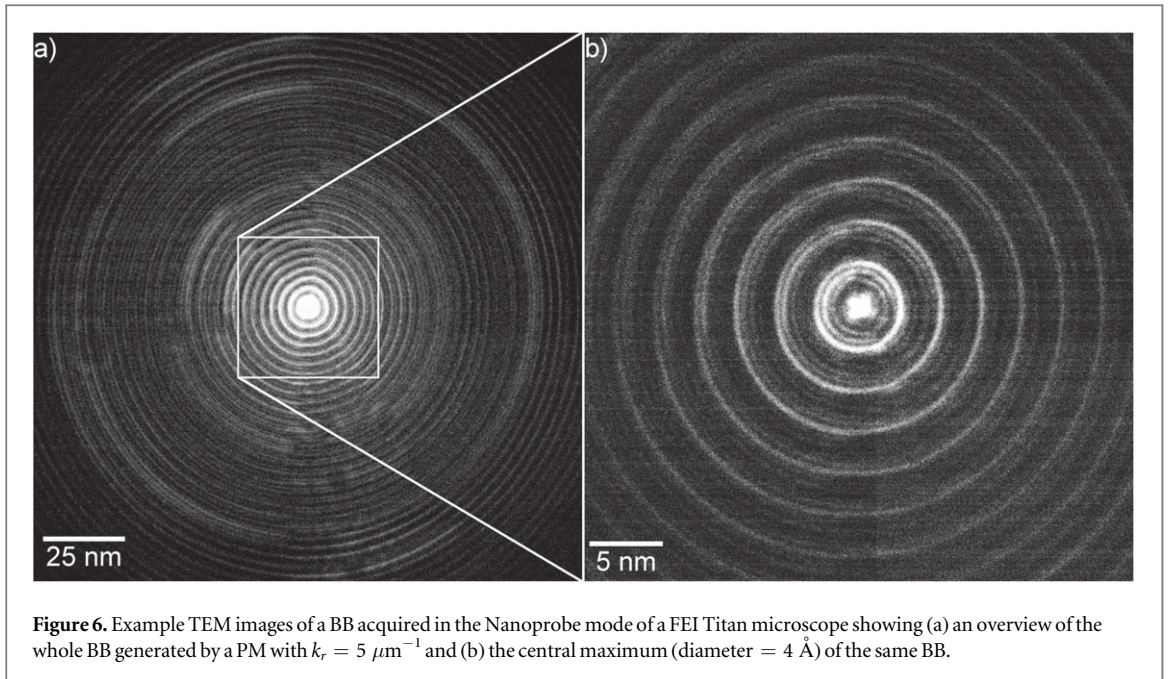 a)
b)
25 nm
5 nm
Figure 6. Example TEM images of a BB acquired in the Nanoprobe mode of a FEI Titan microscope showing (a) an overview of the
whole BB generated by a PM with kᵣ = 5 μm⁻¹ and (b) the central maximum (diameter = 4 Å) of the same BB.